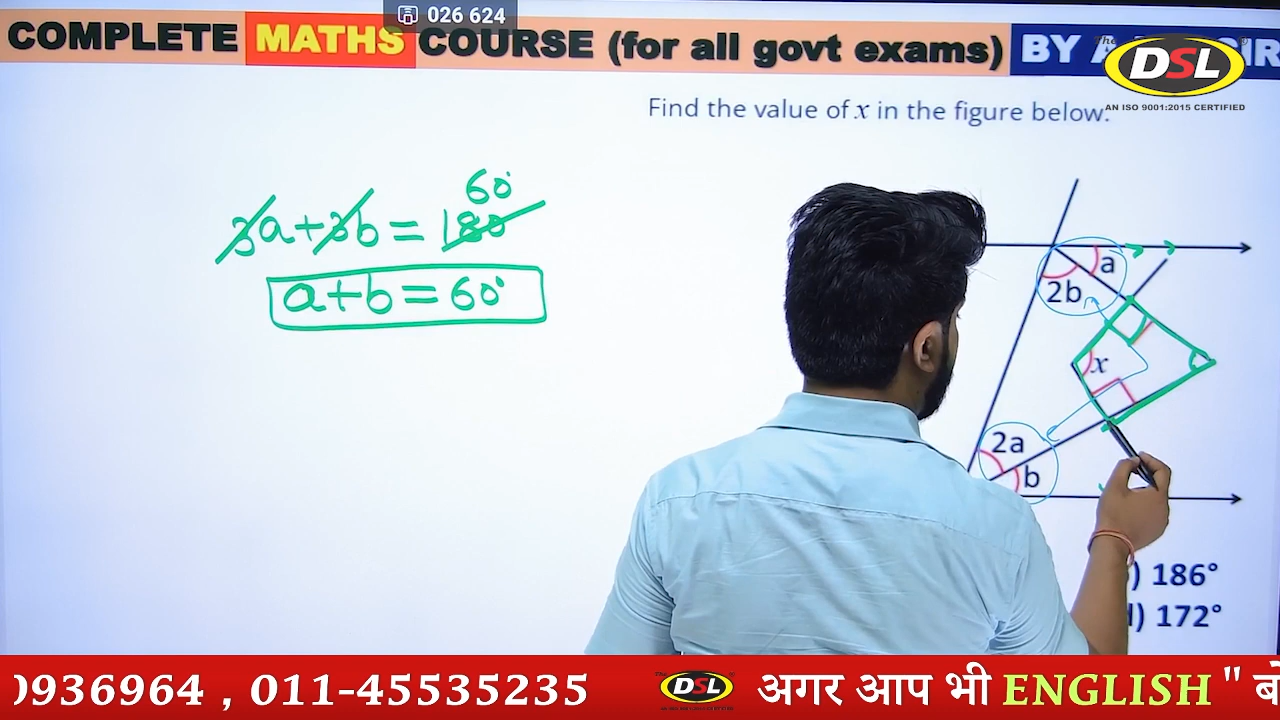 026 624
COMPLETE MATHS COURSE (for all govt exams) BY
The
DSL
AN ISO 9001:2015 CERTIFIED
Find the value of x in the figure below:
60°
3a+3b = 180
a+b = 60°
a
2b
x
2a
b
) 186°
d) 172°
0936964 , 011-45535235
DSL
अगर आप भी ENGLISH "